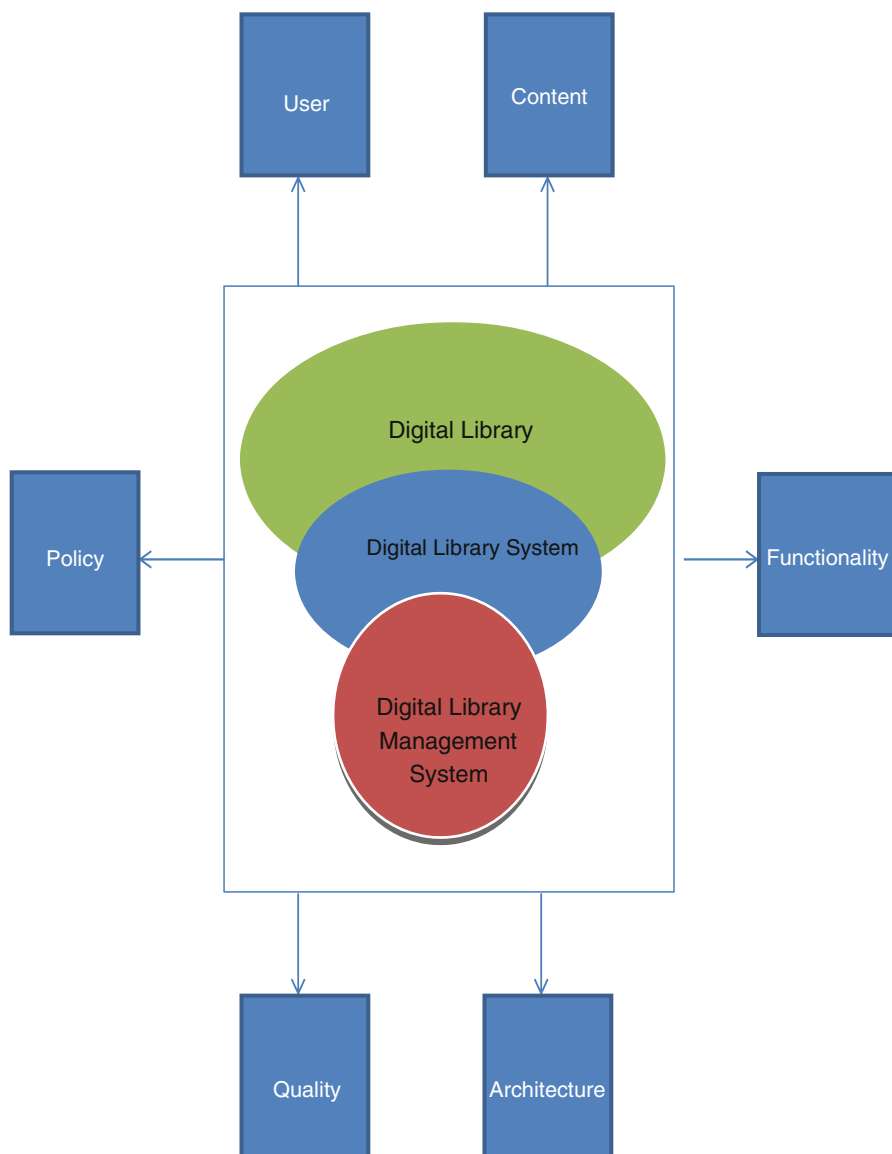 User
Content
Digital Library
Digital Library System
Policy
Functionality
Digital Library
Management
System
Quality
Architecture